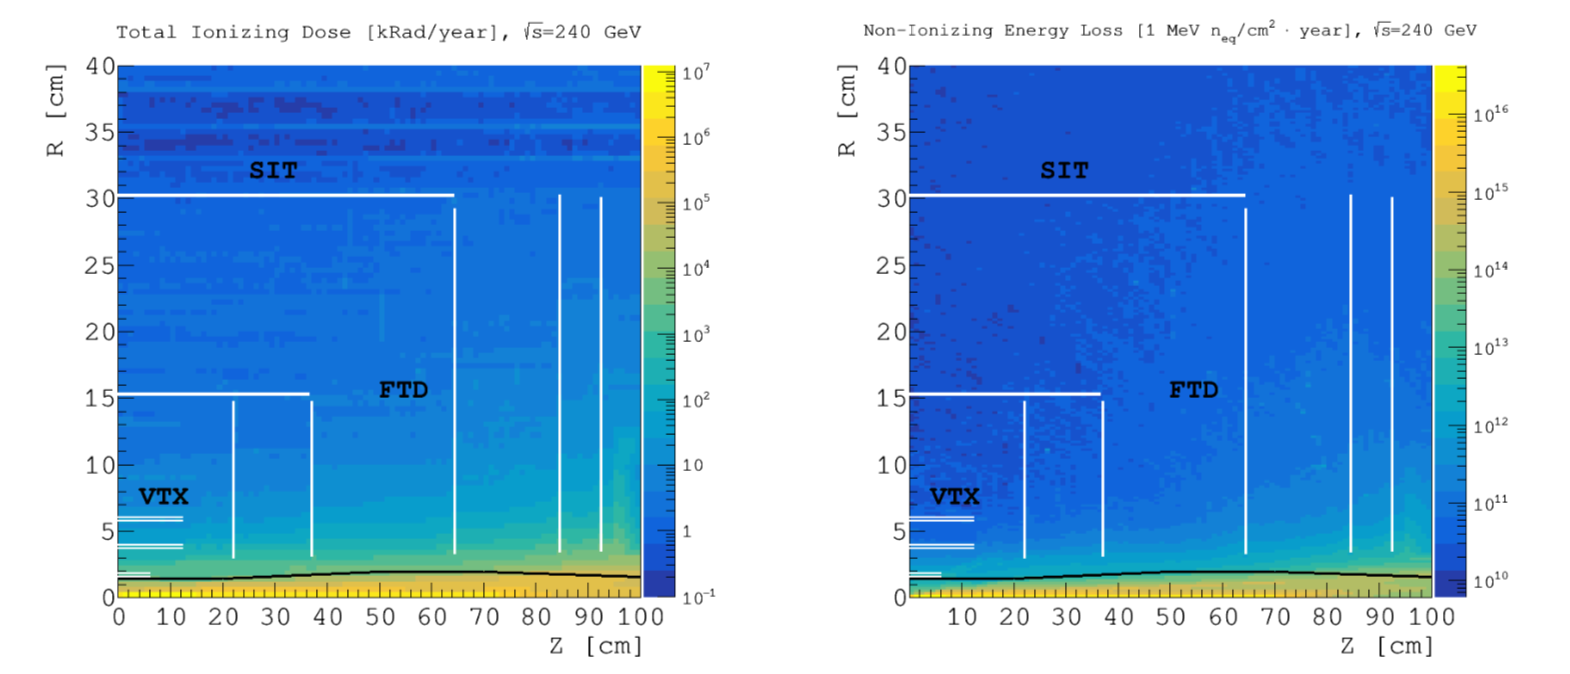 Total Ionizing Dose [kRad/year], √s=240 GeV
R [cm]
40
35
30
25
20
15
10
5
0
SIT
FTD
VTX
0 10 20 30 40 50 60 70 80 90 100
Z [cm]
10⁷
10⁶
10⁵
10⁴
10³
10²
10
1
10⁻¹
Non-Ionizing Energy Loss [1 MeV n_eq/cm² · year], √s=240 GeV
R [cm]
40
35
30
25
20
15
10
5
0
SIT
FTD
VTX
10 20 30 40 50 60 70 80 90 100
Z [cm]
10¹⁶
10¹⁵
10¹⁴
10¹³
10¹²
10¹¹
10¹⁰